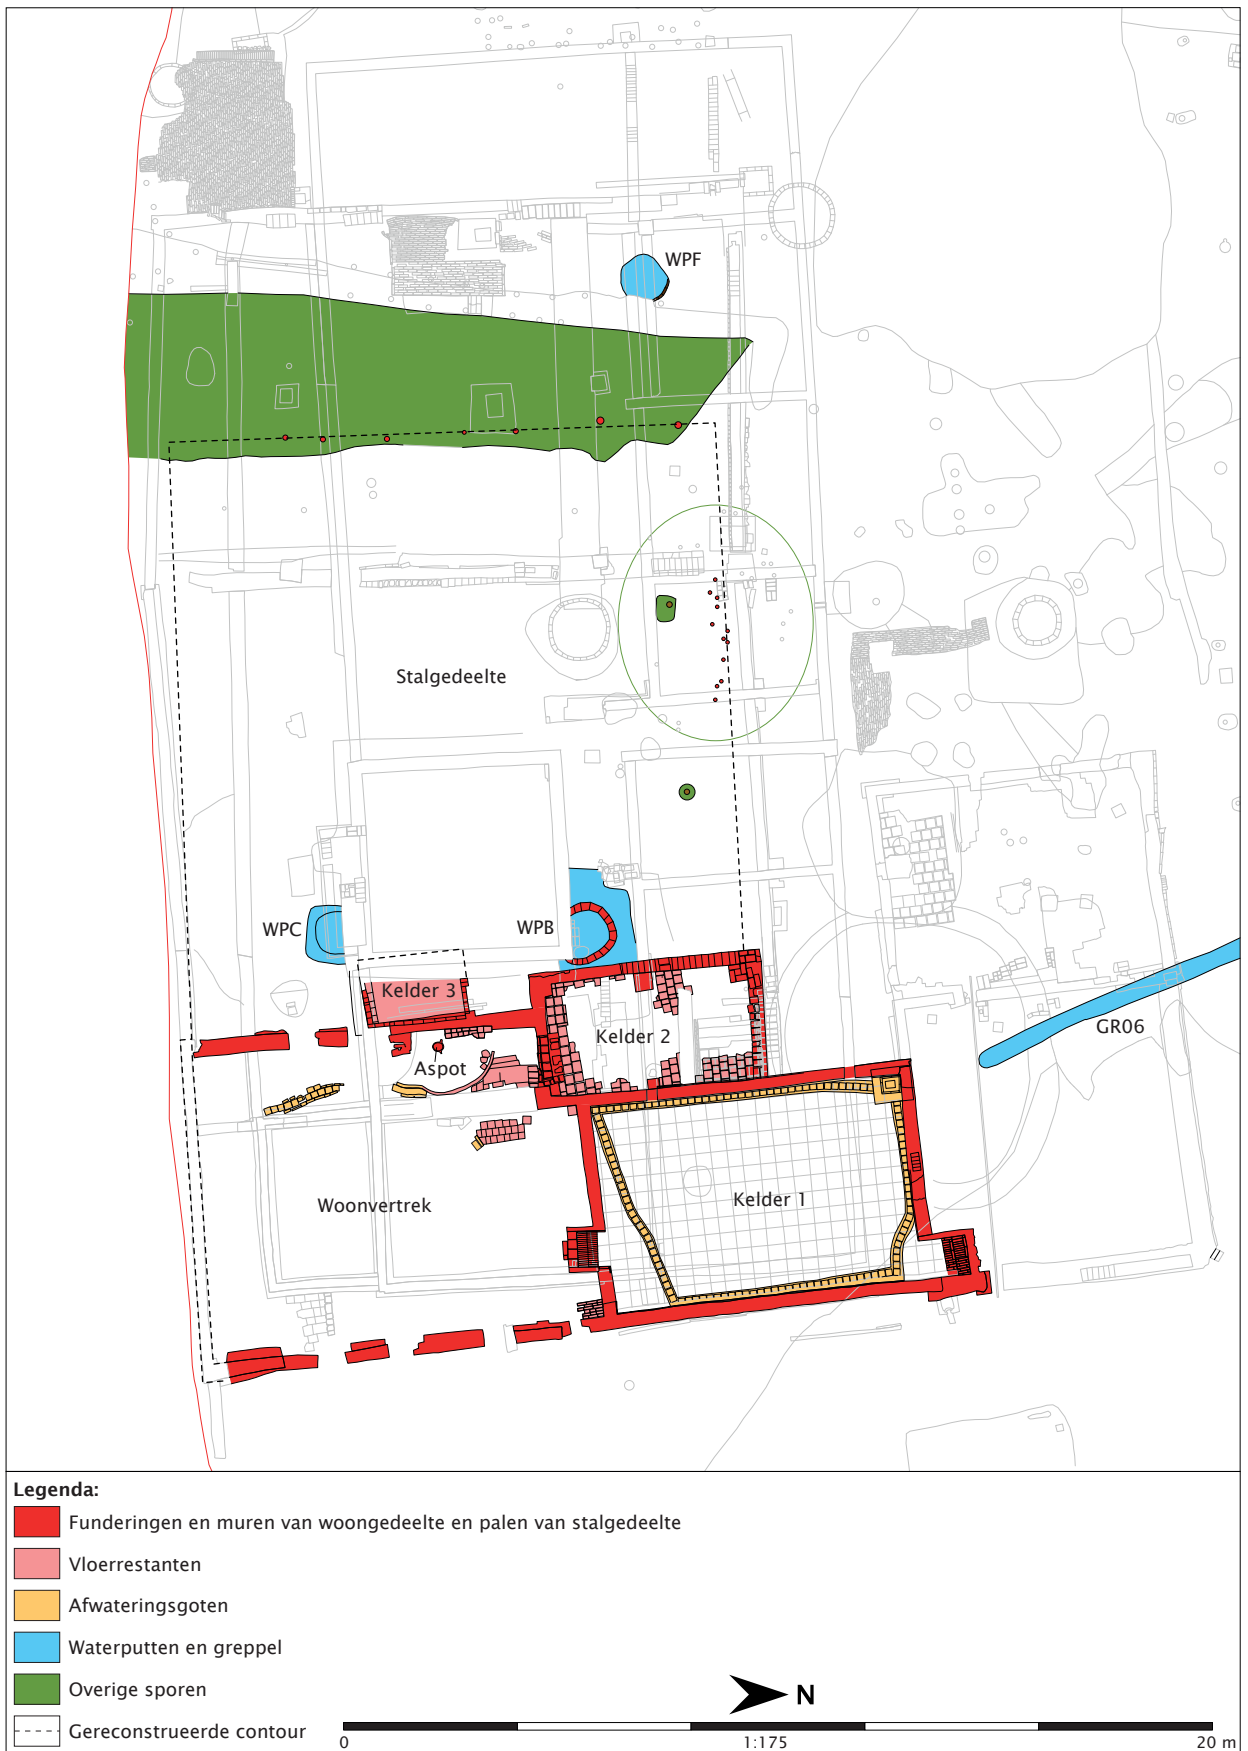 WPF
Stalgedeelte
WPC
WPB
Kelder 3
Kelder 2
GR06
Aspot
Woonvertrek
Kelder 1
Legenda:
Funderingen en muren van woongedeelte en palen van stalgedeelte
Vloerrestanten
Afwateringsgoten
Waterputten en greppel
Overige sporen
Gereconstrueerde contour
N
0
1:175
20 m